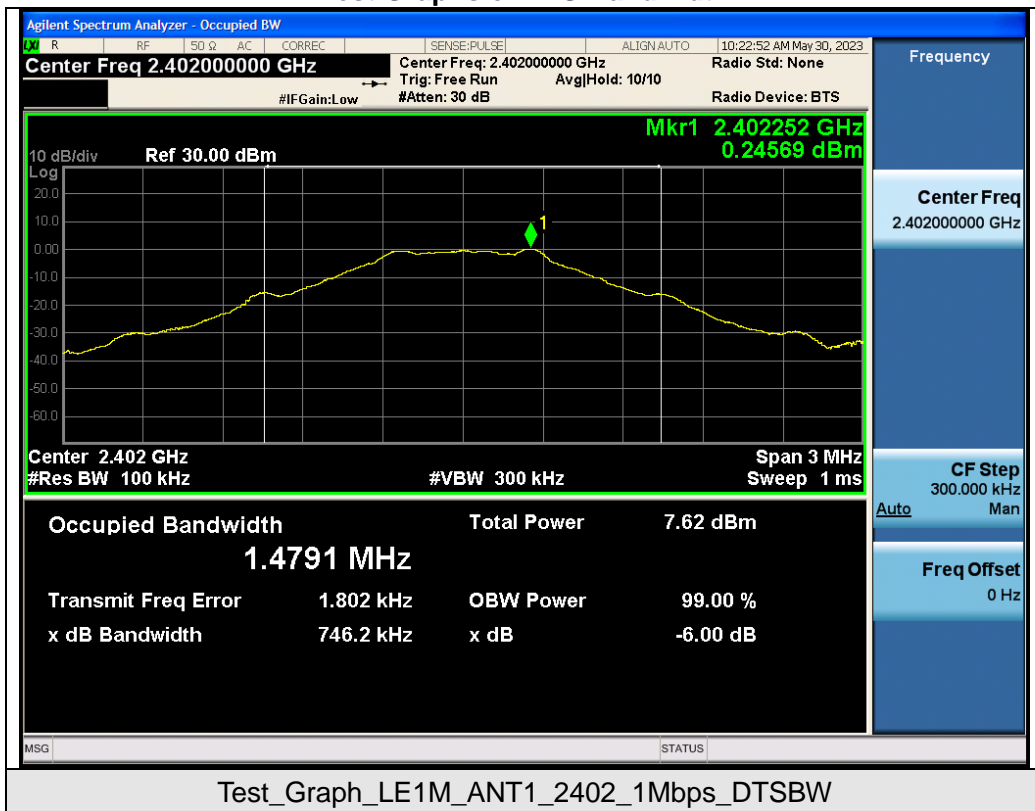 Agilent Spectrum Analyzer - Occupied BW
LXI R RF 50 Ω AC CORREC SENSE:PULSE ALIGN AUTO 10:22:52 AM May 30, 2023
Center Freq 2.402000000 GHz
Center Freq: 2.402000000 GHz
Radio Std: None
Trig: Free Run Avg|Hold: 10/10
#IFGain:Low #Atten: 30 dB Radio Device: BTS
Frequency
Mkr1 2.402252 GHz
0.24569 dBm
10 dB/div Ref 30.00 dBm
Log
20.0
10.0
0.00
-10.0
-20.0
-30.0
-40.0
-50.0
-60.0
1
Center 2.402 GHz Span 3 MHz
#Res BW 100 kHz #VBW 300 kHz Sweep 1 ms
Center Freq
2.402000000 GHz
CF Step
300.000 kHz
Auto Man
Freq Offset
0 Hz
Occupied Bandwidth Total Power 7.62 dBm
1.4791 MHz
Transmit Freq Error 1.802 kHz OBW Power 99.00 %
x dB Bandwidth 746.2 kHz x dB -6.00 dB
MSG STATUS
Test_Graph_LE1M_ANT1_2402_1Mbps_DTSBW